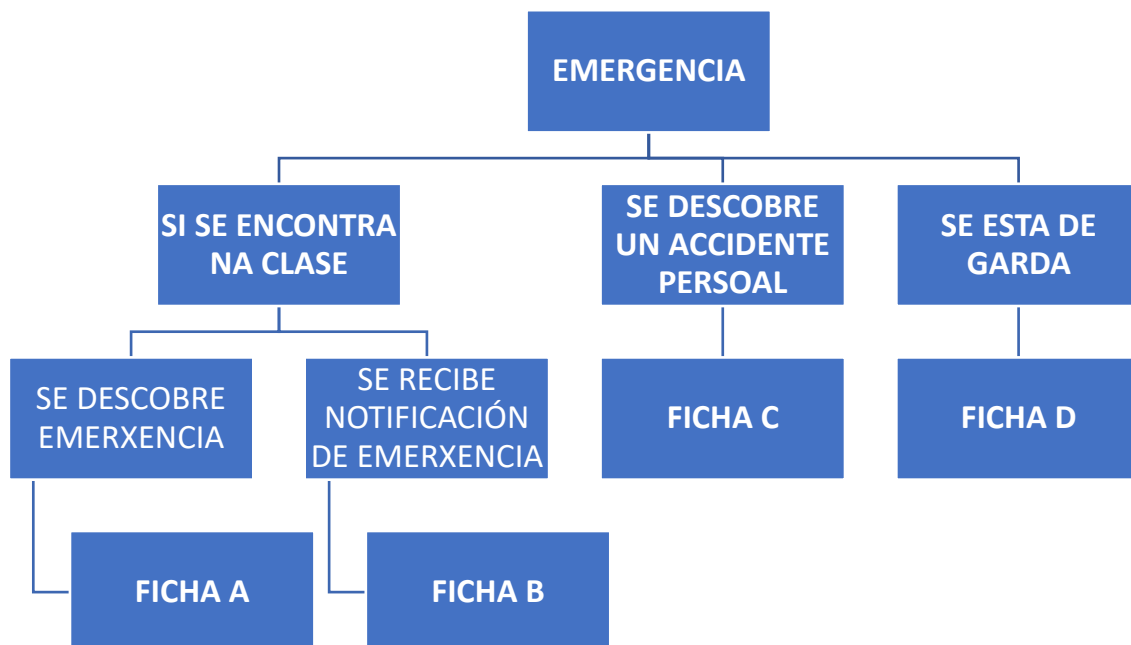 EMERGENCIA
SI SE ENCONTRA
NA CLASE
SE DESCOBRE
UN ACCIDENTE
PERSOAL
SE ESTA DE
GARDA
SE DESCOBRE
EMERXENCIA
SE RECIBE
NOTIFICACIÓN
DE EMERXENCIA
FICHA C
FICHA D
FICHA A
FICHA B